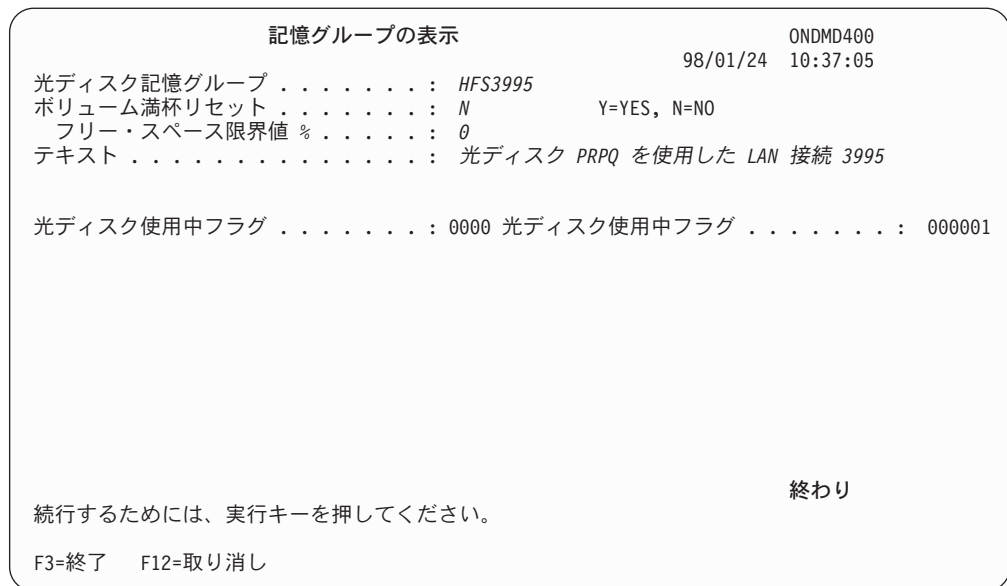 記憶グループの表示 ONDMD400
98/01/24 10:37:05
光ディスク記憶グループ . . . . . . . : HFS3995
ボリューム満杯リセット . . . . . . . : N Y=YES, N=NO
フリー・スペース限界値 % . . . . . : 0
テキスト . . . . . . . . . . . . . . : 光ディスク PRPQ を使用した LAN 接続 3995
光ディスク使用中フラグ . . . . . . . : 0000 光ディスク使用中フラグ . . . . . . . : 000001
終わり
続行するためには、実行キーを押してください。
F3=終了 F12=取り消し